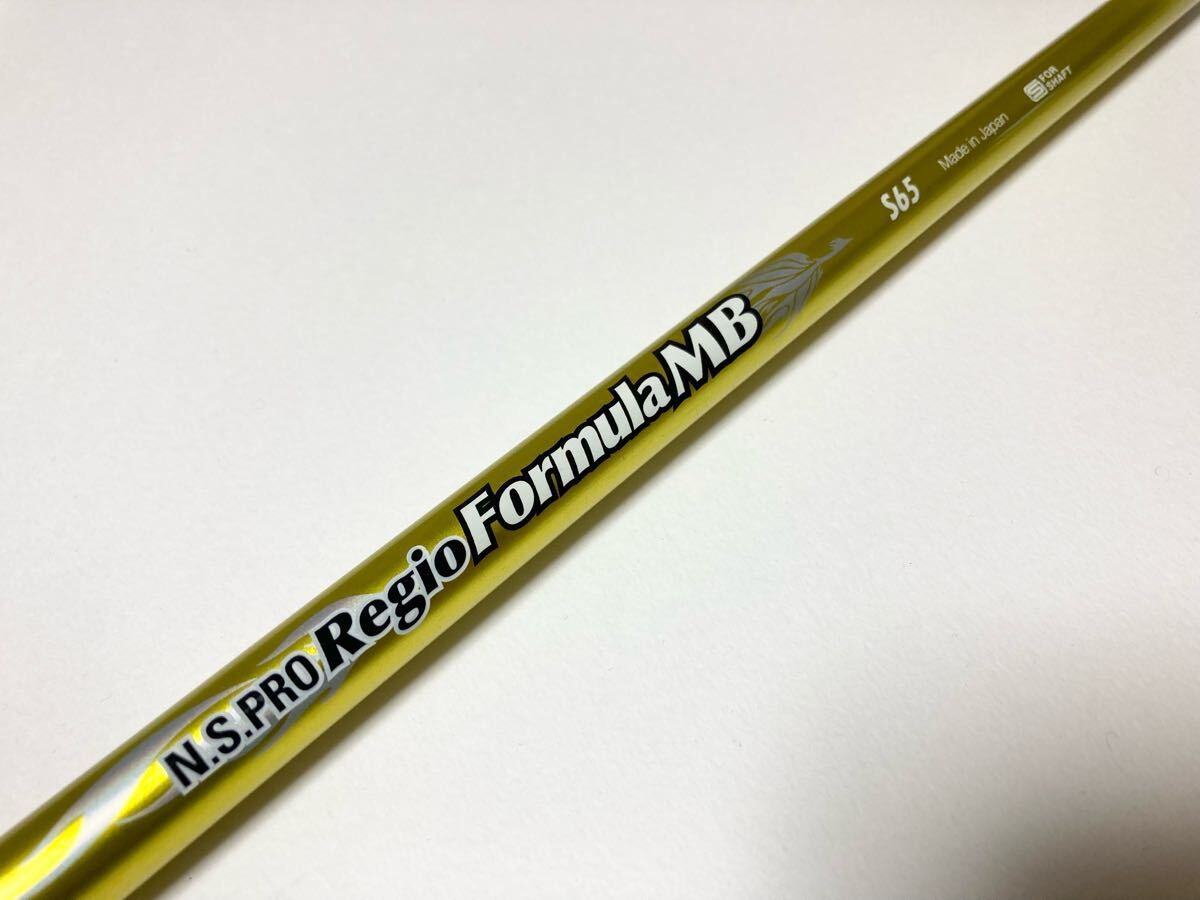 N.S.PRO Regio Formula MB
S65
Made in Japan
S FOR
SHAFT